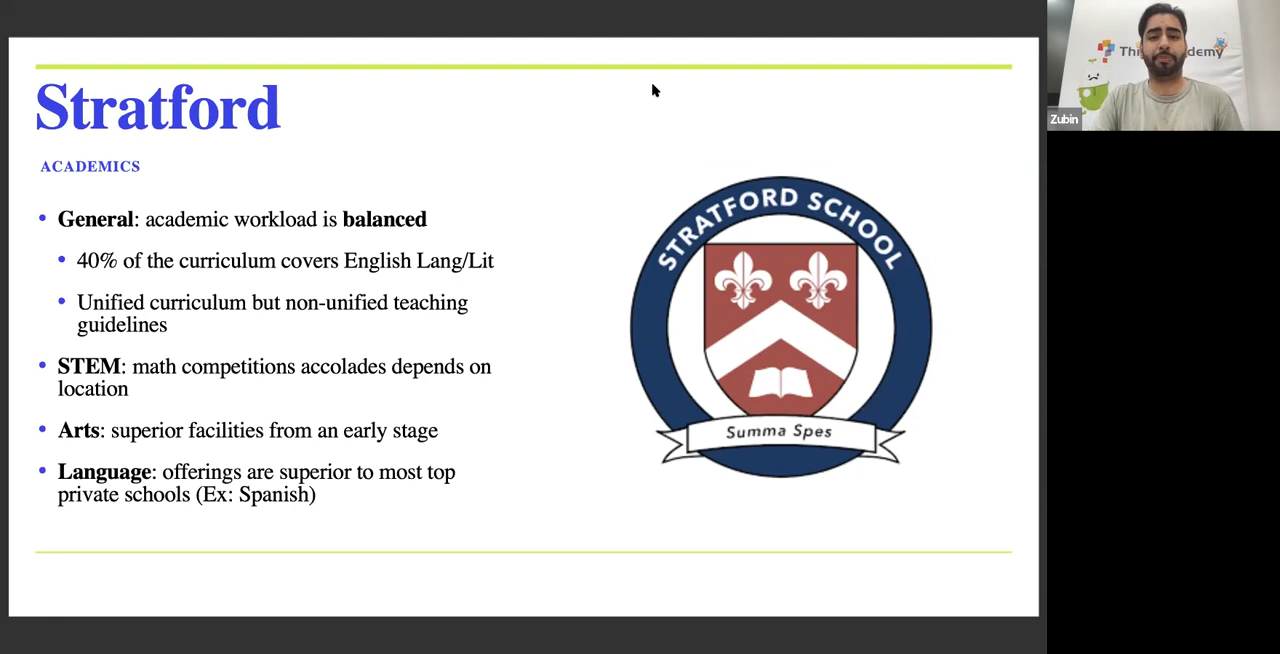 Stratford
ACADEMICS
• General: academic workload is balanced
• 40% of the curriculum covers English Lang/Lit
• Unified curriculum but non-unified teaching
guidelines
• STEM: math competitions accolades depends on
location
• Arts: superior facilities from an early stage
• Language: offerings are superior to most top
private schools (Ex: Spanish)
STRATFORD SCHOOL
Summa Spes
Zubin